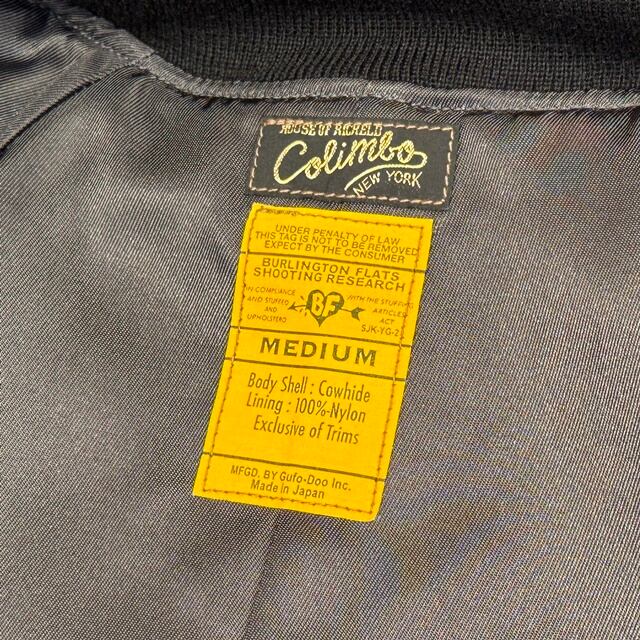 HOUSE OF RICHFIELD
Colimbo
NEW YORK
UNDER PENALTY OF LAW
THIS TAG IS NOT TO BE REMOVED
EXPECT BY THE CONSUMER
BURLINGTON FLATS
SHOOTING RESEARCH
IN COMPLIANCE
AND STUFFED
AND
UPHOLSTERD
BF
WITH THE STUFFING
ARTICLES
ACT
SJK-YG-2
MEDIUM
Body Shell : Cowhide
Lining : 100%-Nylon
Exclusive of Trims
MFGD. BY Gufo-Doo Inc.
Made in Japan